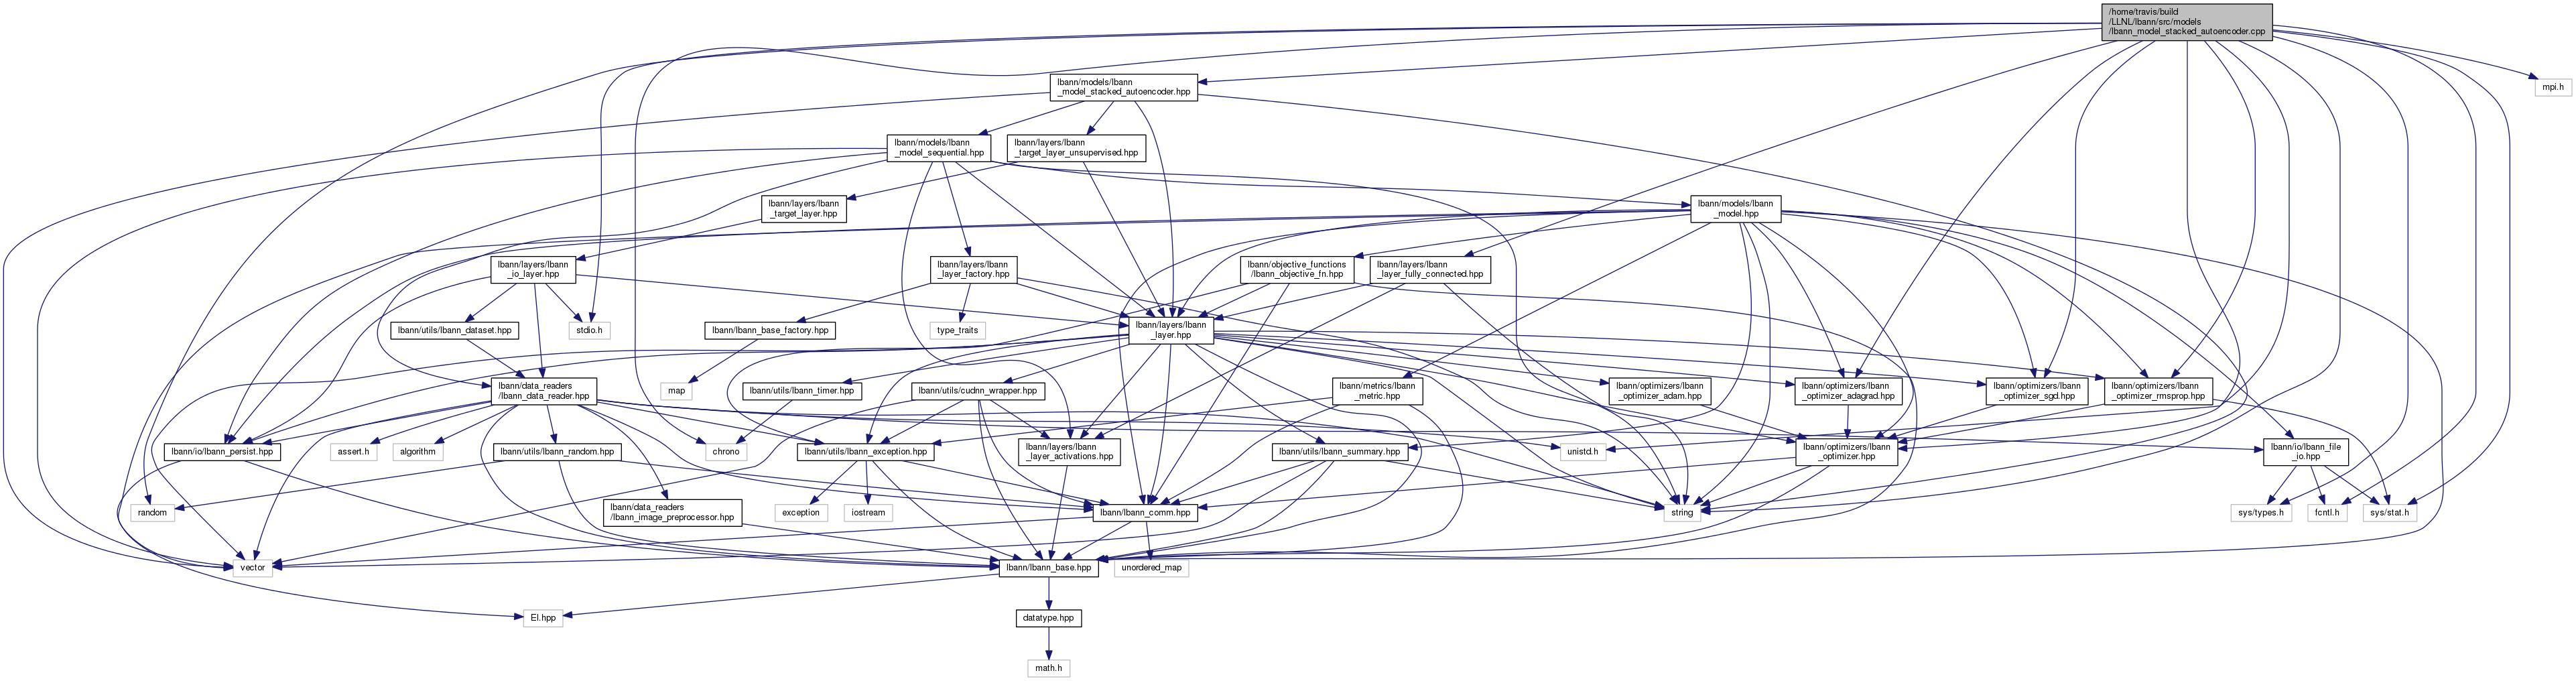 /home/travis/build
/LLNL/lbann/src/models
/lbann_model_stacked_autoencoder.cpp
lbann/models/lbann
_model_stacked_autoencoder.hpp
mpi.h
lbann/models/lbann
_model_sequential.hpp
lbann/layers/lbann
_target_layer_unsupervised.hpp
lbann/layers/lbann
_target_layer.hpp
lbann/models/lbann
_model.hpp
lbann/layers/lbann
_io_layer.hpp
lbann/layers/lbann
_layer_factory.hpp
lbann/objective_functions
/lbann_objective_fn.hpp
lbann/layers/lbann
_layer_fully_connected.hpp
lbann/utils/lbann_dataset.hpp
stdio.h
lbann/lbann_base_factory.hpp
type_traits
lbann/layers/lbann
_layer.hpp
lbann/data_readers
/lbann_data_reader.hpp
map
lbann/utils/lbann_timer.hpp
lbann/utils/cudnn_wrapper.hpp
lbann/metrics/lbann
_metric.hpp
lbann/optimizers/lbann
_optimizer_adam.hpp
lbann/optimizers/lbann
_optimizer_adagrad.hpp
lbann/optimizers/lbann
_optimizer_sgd.hpp
lbann/optimizers/lbann
_optimizer_rmsprop.hpp
lbann/io/lbann_persist.hpp
assert.h
algorithm
lbann/utils/lbann_random.hpp
chrono
lbann/utils/lbann_exception.hpp
lbann/layers/lbann
_layer_activations.hpp
lbann/utils/lbann_summary.hpp
unistd.h
lbann/optimizers/lbann
_optimizer.hpp
lbann/io/lbann_file
_io.hpp
random
lbann/data_readers
/lbann_image_preprocessor.hpp
exception
iostream
lbann/lbann_comm.hpp
string
sys/types.h
fcntl.h
sys/stat.h
vector
lbann/lbann_base.hpp
unordered_map
El.hpp
datatype.hpp
math.h